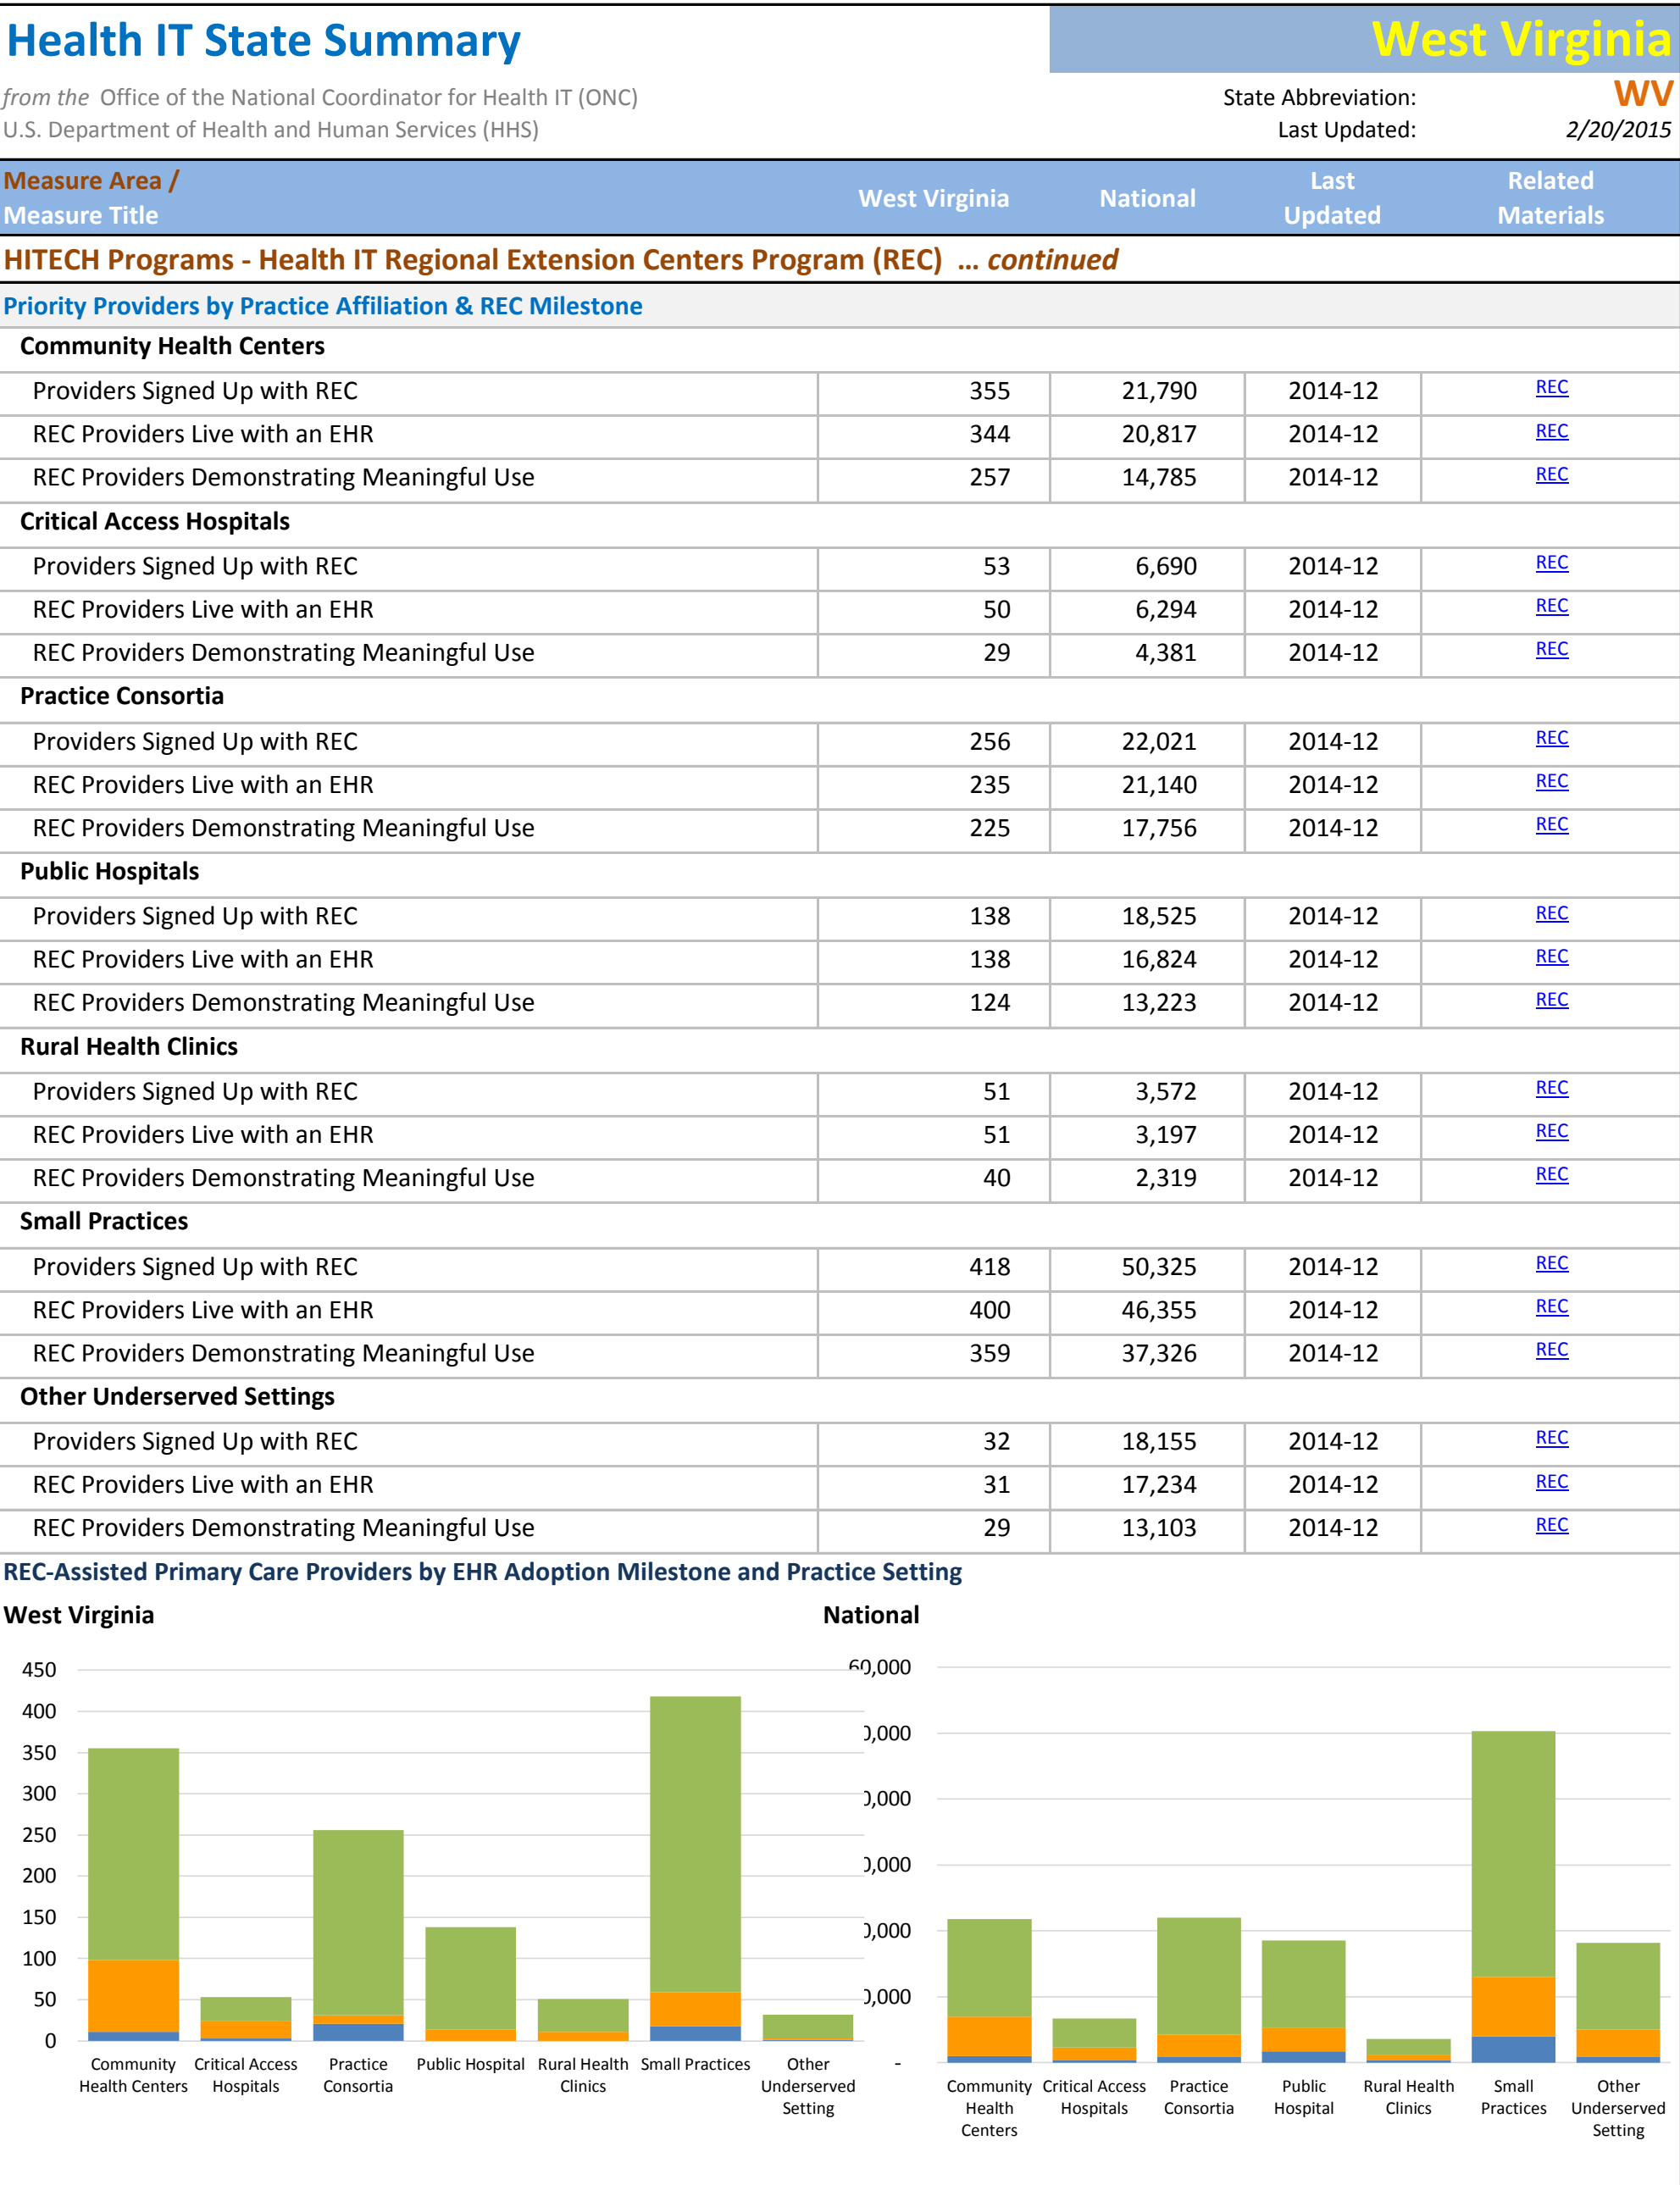 Health IT State Summary West Virginia
from the Office of the National Coordinator for Health IT (ONC) State Abbreviation: WV
U.S. Department of Health and Human Services (HHS) Last Updated: 2/20/2015
Measure Area / Last Related
West Virginia National
Measure Title Updated Materials
HITECH Programs - Health IT Regional Extension Centers Program (REC) ... continued
Priority Providers by Practice Affiliation & REC Milestone
Community Health Centers
Providers Signed Up with REC 355 21,790 2014-12 REC
REC Providers Live with an EHR 344 20,817 2014-12 REC
REC Providers Demonstrating Meaningful Use 257 14,785 2014-12 REC
Critical Access Hospitals
Providers Signed Up with REC 53 6,690 2014-12 REC
REC Providers Live with an EHR 50 6,294 2014-12 REC
REC Providers Demonstrating Meaningful Use 29 4,381 2014-12 REC
Practice Consortia
Providers Signed Up with REC 256 22,021 2014-12 REC
REC Providers Live with an EHR 235 21,140 2014-12 REC
REC Providers Demonstrating Meaningful Use 225 17,756 2014-12 REC
Public Hospitals
Providers Signed Up with REC 138 18,525 2014-12 REC
REC Providers Live with an EHR 138 16,824 2014-12 REC
REC Providers Demonstrating Meaningful Use 124 13,223 2014-12 REC
Rural Health Clinics
Providers Signed Up with REC 51 3,572 2014-12 REC
REC Providers Live with an EHR 51 3,197 2014-12 REC
REC Providers Demonstrating Meaningful Use 40 2,319 2014-12 REC
Small Practices
Providers Signed Up with REC 418 50,325 2014-12 REC
REC Providers Live with an EHR 400 46,355 2014-12 REC
REC Providers Demonstrating Meaningful Use 359 37,326 2014-12 REC
Other Underserved Settings
Providers Signed Up with REC 32 18,155 2014-12 REC
REC Providers Live with an EHR 31 17,234 2014-12 REC
REC Providers Demonstrating Meaningful Use 29 13,103 2014-12 REC
REC-Assisted Primary Care Providers by EHR Adoption Milestone and Practice Setting
West Virginia
450
400
350
300
250
200
150
100
50
0
Community Critical Access Practice Public Hospital Rural Health Small Practices Other
Health Centers Hospitals Consortia Clinics Underserved
Setting
National
60,000
0,000
0,000
0,000
0,000
0,000
-
Community Critical Access Practice Public Rural Health Small Other
Health Hospitals Consortia Hospital Clinics Practices Underserved
Centers Setting